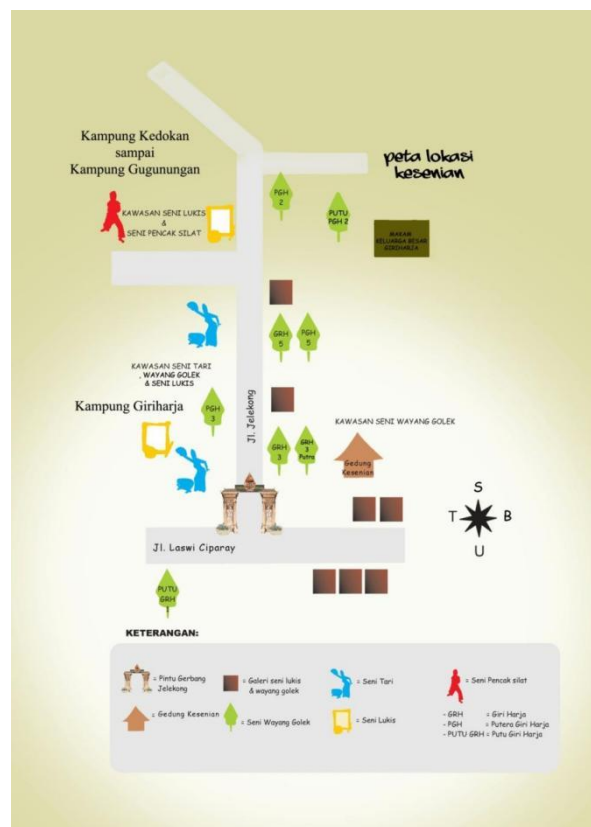 Kampung Kedokan
sampai
Kampung Gugunungan
peta lokasi
kesenian
KAWASAN SENI LUKIS
&
SENI PENCAK SILAT
PGH
2
PUTU
PGH 2
MAKAM
KELUARGA BESAR
GIRIHARJA
GRH
5
PGH
5
KAWASAN SENI TARI
, WAYANG GOLEK
& SENI LUKIS
Kampung Giriharja
PGH
3
Jl. Jelekong
KAWASAN SENI WAYANG GOLEK
GRH
3
GRH
3
Putra
Gedung
Kesenian
S
T
B
U
Jl. Laswi Ciparay
PUTU
GRH
KETERANGAN:
= Pintu Gerbang
Jelekong
= Galeri seni lukis
& wayang golek
= Seni Tari
= Seni Pencak silat
= Gedung Kesenian
= Seni Wayang Golek
= Seni Lukis
- GRH = Giri Harja
- PGH = Putera Giri Harja
- PUTU GRH = Putu Giri Harja